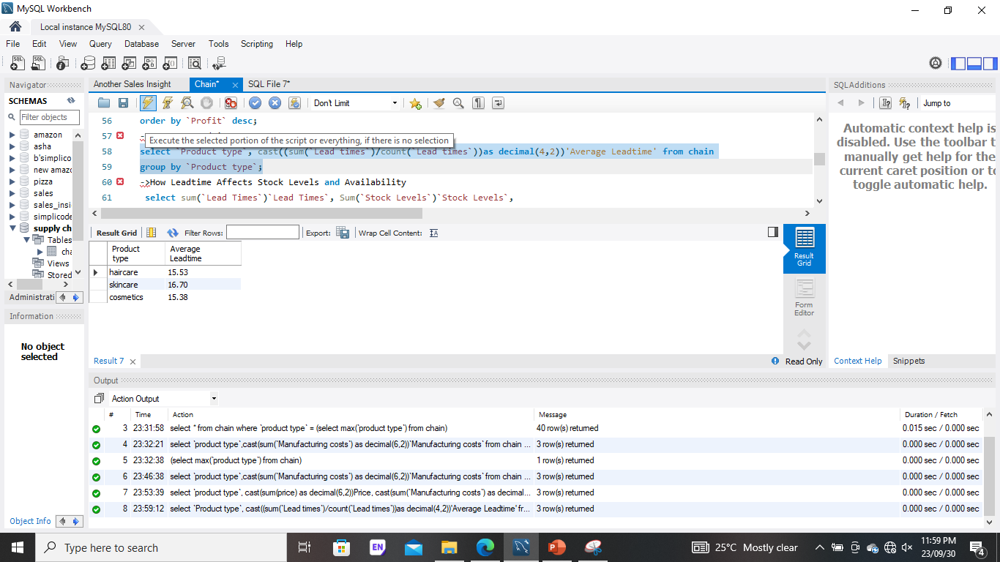 MySQL Workbench
Local instance MySQL80
File Edit View Query Database Server Tools Scripting Help
Navigator
SCHEMAS
Filter objects
amazon
asha
b'simplico
new amazo
pizza
sales
sales_insi
simplicode
supply ch
Tables
cha
Views
Stored
Administrati
Information
No object
selected
Object Info
Another Sales Insight Chain* SQL File 7*
Don't Limit
56 order by `Profit` desc;
57
Execute the selected portion of the script or everything, if there is no selection
58 select `Product type`, cast((sum(`Lead times`)/count(`Lead times`))as decimal(4,2))'Average Leadtime' from chain
59 group by `Product type`;
60 ->How Leadtime Affects Stock Levels and Availability
61 select sum(`Lead Times`)`Lead Times`, Sum(`Stock Levels`)`Stock Levels`,
Result Grid Filter Rows: Export: Wrap Cell Content:
Product type Average Leadtime
haircare 15.53
skincare 16.70
cosmetics 15.38
Result Grid
Form Editor
Result 7
Read Only
SQLAdditions
Jump to
Automatic context help is
disabled. Use the toolbar t
manually get help for the
current caret position or to
toggle automatic help.
Context Help Snippets
Output
Action Output
# Time Action Message Duration / Fetch
3 23:31:58 select * from chain where `product type` = (select max(`product type`) from chain) 40 row(s) returned 0.015 sec / 0.000 sec
4 23:32:21 select `product type`,cast(sum(`Manufacturing costs`) as decimal(6,2))`Manufacturing costs` from chain ... 3 row(s) returned 0.000 sec / 0.000 sec
5 23:32:38 (select max(`product type`) from chain) 1 row(s) returned 0.000 sec / 0.000 sec
6 23:46:38 select `product type`,cast(sum(`Manufacturing costs`) as decimal(6,2))`Manufacturing costs` from chain ... 3 row(s) returned 0.000 sec / 0.000 sec
7 23:53:39 select `product type`, cast(sum(price) as decimal(6,2))Price, cast(sum(`Manufacturing costs`) as decimal... 3 row(s) returned 0.000 sec / 0.000 sec
8 23:59:12 select `Product type`, cast((sum(`Lead times`)/count(`Lead times`))as decimal(4,2))'Average Leadtime' fr... 3 row(s) returned 0.000 sec / 0.000 sec
Type here to search
EN
25°C Mostly clear
11:59 PM
23/09/30
4